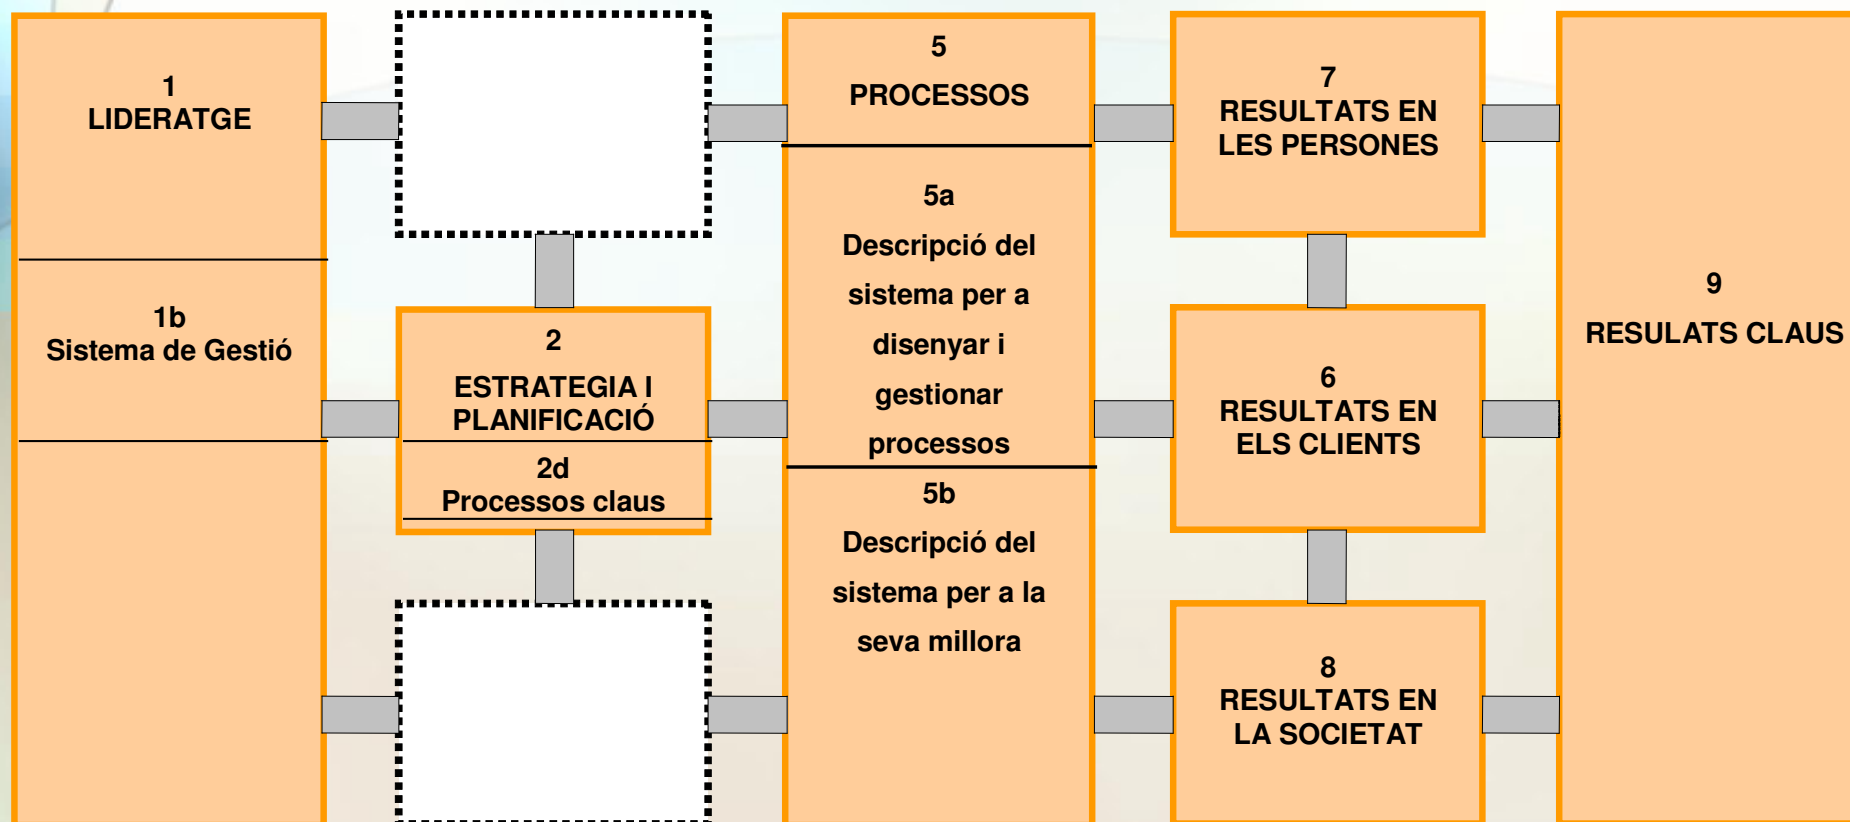 1
LIDERATGE
1b
Sistema de Gestió
2
ESTRATEGIA I
PLANIFICACIÓ
2d
Processos claus
5
PROCESSOS
5a
Descripció del
sistema per a
disenyar i
gestionar
processos
5b
Descripció del
sistema per a la
seva millora
7
RESULTATS EN
LES PERSONES
6
RESULTATS EN
ELS CLIENTS
8
RESULTATS EN
LA SOCIETAT
9
RESULATS CLAUS